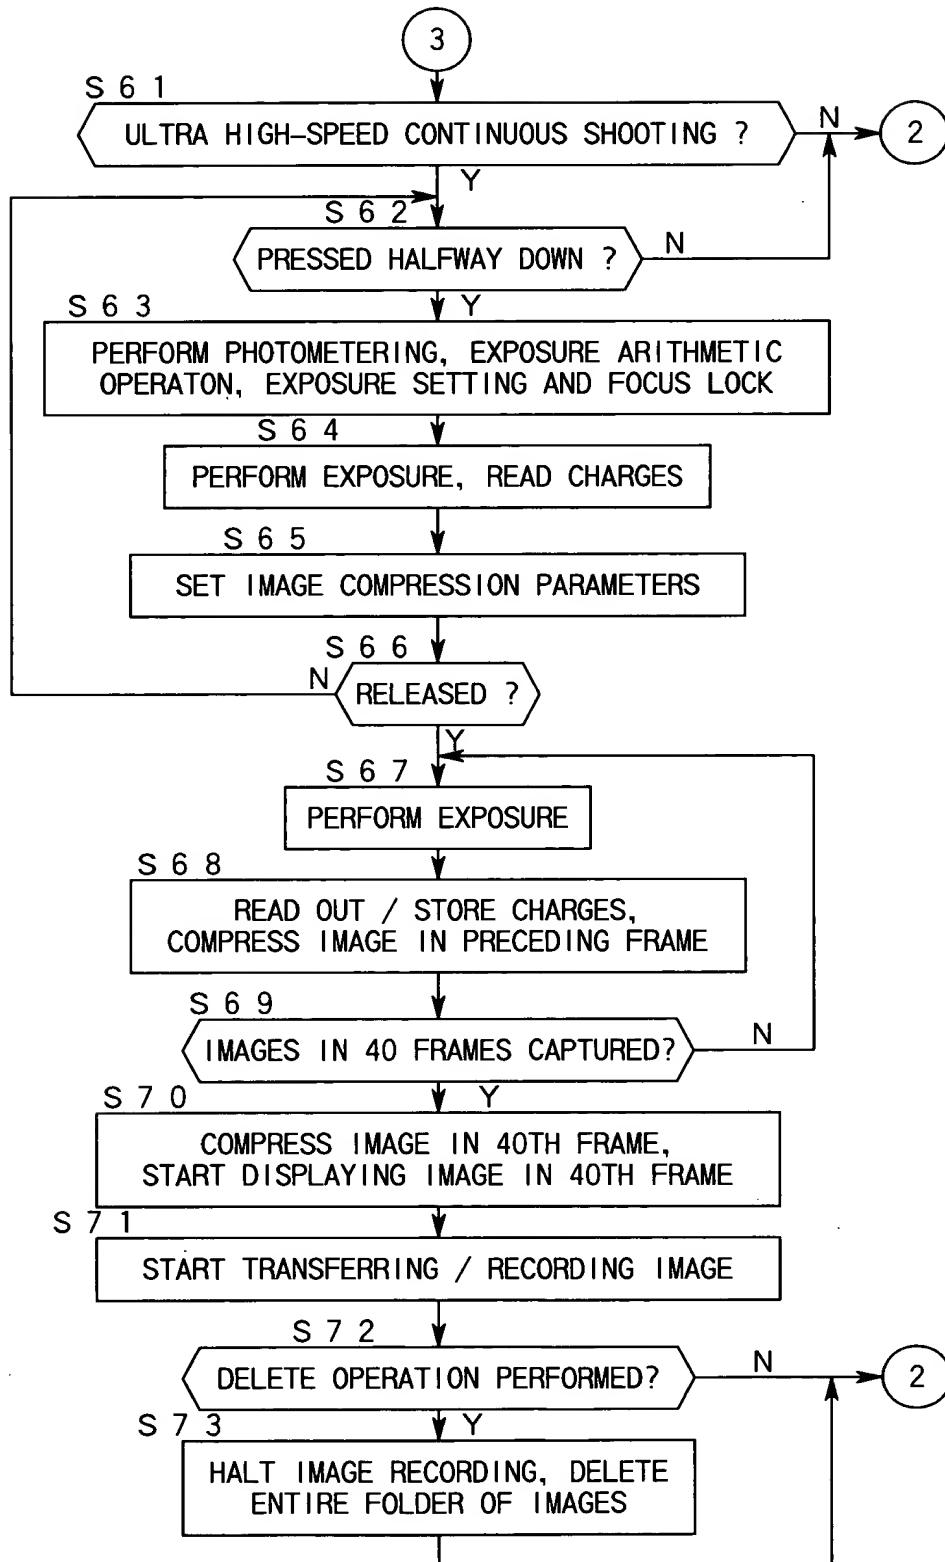 3
S 6 1
ULTRA HIGH-SPEED CONTINUOUS SHOOTING ?
N
2
Y
S 6 2
PRESSED HALFWAY DOWN ?
N
Y
S 6 3
PERFORM PHOTOMETERING, EXPOSURE ARITHMETIC
OPERATON, EXPOSURE SETTING AND FOCUS LOCK
S 6 4
PERFORM EXPOSURE, READ CHARGES
S 6 5
SET IMAGE COMPRESSION PARAMETERS
S 6 6
N
RELEASED ?
Y
S 6 7
PERFORM EXPOSURE
S 6 8
READ OUT / STORE CHARGES,
COMPRESS IMAGE IN PRECEDING FRAME
S 6 9
IMAGES IN 40 FRAMES CAPTURED?
N
Y
S 7 0
COMPRESS IMAGE IN 40TH FRAME,
START DISPLAYING IMAGE IN 40TH FRAME
S 7 1
START TRANSFERRING / RECORDING IMAGE
S 7 2
DELETE OPERATION PERFORMED?
N
2
Y
S 7 3
HALT IMAGE RECORDING, DELETE
ENTIRE FOLDER OF IMAGES